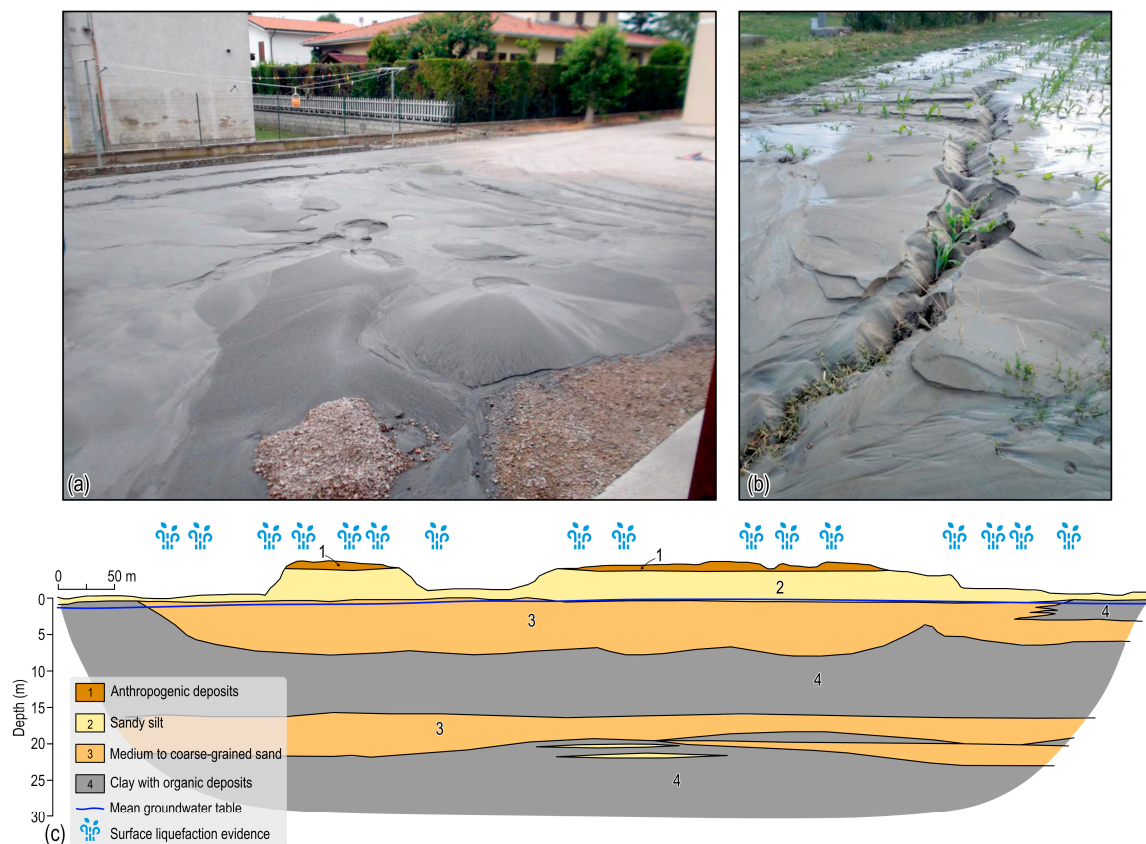 (a)
(b)
1
1
0 50 m
2
0
3
4
5
10
4
15
3
20
4
25
30
Depth (m)
1 Anthropogenic deposits
2 Sandy silt
3 Medium to coarse-grained sand
4 Clay with organic deposits
Mean groundwater table
Surface liquefaction evidence
(c)